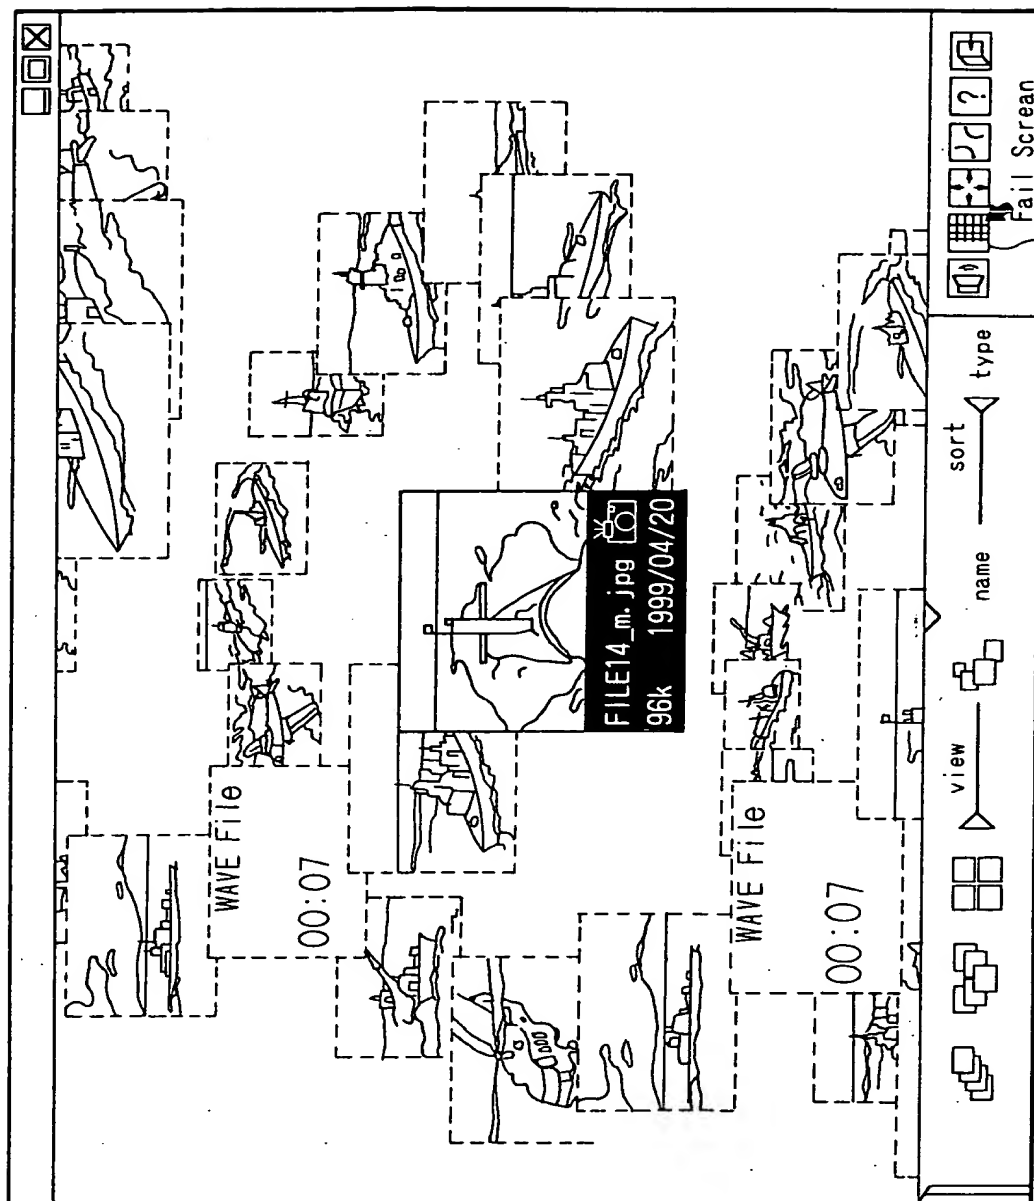 WAVE File
00:07
FILE14_m.jpg
96k 1999/04/20
WAVE File
00:07
view
name
sort
type
?
Fail Screan